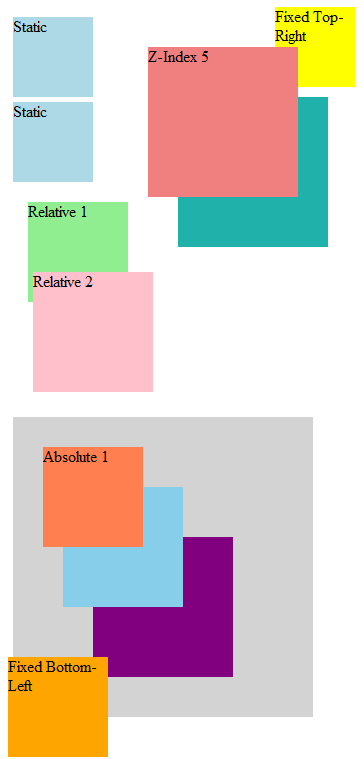 Static
Fixed Top-
Right
Z-Index 5
Static
Relative 1
Relative 2
Absolute 1
Fixed Bottom-
Left